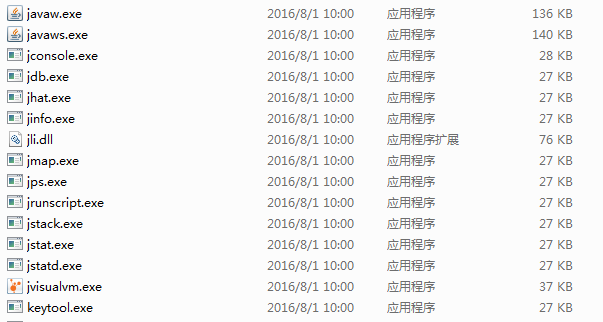 javaw.exe 2016/8/1 10:00 应用程序 136 KB
javaws.exe 2016/8/1 10:00 应用程序 140 KB
jconsole.exe 2016/8/1 10:00 应用程序 28 KB
jdb.exe 2016/8/1 10:00 应用程序 27 KB
jhat.exe 2016/8/1 10:00 应用程序 27 KB
jinfo.exe 2016/8/1 10:00 应用程序 27 KB
jli.dll 2016/8/1 10:00 应用程序扩展 76 KB
jmap.exe 2016/8/1 10:00 应用程序 27 KB
jps.exe 2016/8/1 10:00 应用程序 27 KB
jrunscript.exe 2016/8/1 10:00 应用程序 27 KB
jstack.exe 2016/8/1 10:00 应用程序 27 KB
jstat.exe 2016/8/1 10:00 应用程序 27 KB
jstatd.exe 2016/8/1 10:00 应用程序 27 KB
jvisualvm.exe 2016/8/1 10:00 应用程序 37 KB
keytool.exe 2016/8/1 10:00 应用程序 27 KB